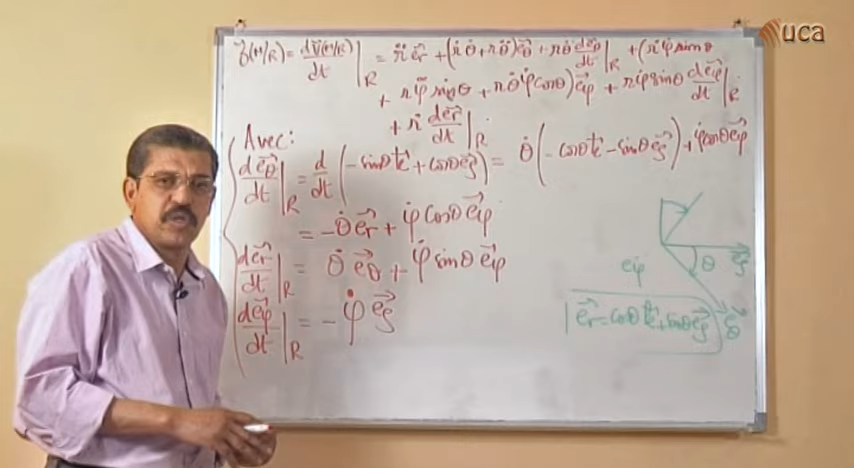 uca
γ⃗(M/R) = dV⃗(M/R)/dt|R = r̈ e⃗r + (ṙθ̇ + rθ̈)e⃗θ + rθ̇ de⃗θ/dt|R + (ṙφ̇ sinθ
+ rφ̈ sinθ + rθ̇φ̇ cosθ)e⃗φ + rφ̇ sinθ de⃗φ/dt|R
+ ṙ de⃗r/dt|R
Avec:
de⃗θ/dt|R = d/dt(-sinθ k⃗ + cosθ e⃗ρ) = θ̇(-cosθ k⃗ - sinθ e⃗ρ) + φ̇ cosθ e⃗φ
= -θ̇ e⃗r + φ̇ cosθ e⃗φ
de⃗r/dt|R = θ̇ e⃗θ + φ̇ sinθ e⃗φ
de⃗φ/dt|R = -φ̇ e⃗ρ
e⃗ρ
θ
eφ
e⃗r = cosθ k⃗ + sinθ e⃗ρ
e⃗θ